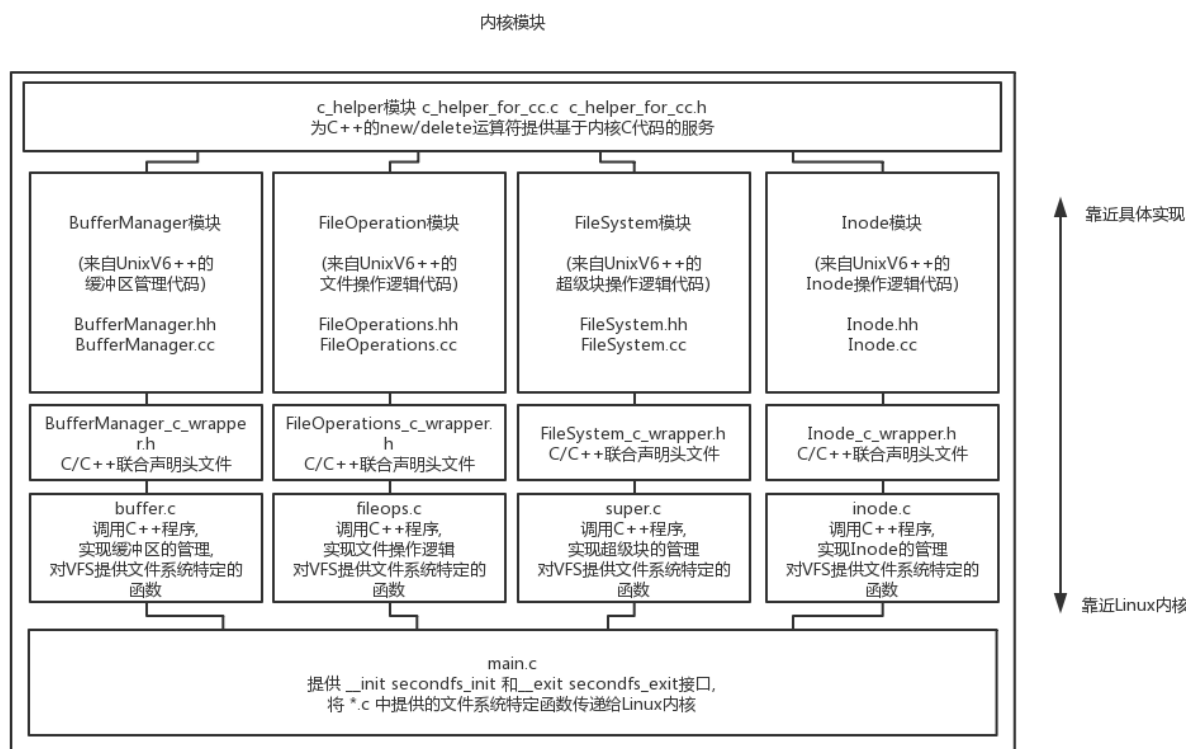 内核模块
c_helper模块 c_helper_for_cc.c c_helper_for_cc.h
为C++的new/delete运算符提供基于内核C代码的服务
BufferManager模块
(来自UnixV6++的
缓冲区管理代码)
BufferManager.hh
BufferManager.cc
FileOperation模块
(来自UnixV6++的
文件操作逻辑代码)
FileOperations.hh
FileOperations.cc
FileSystem模块
(来自UnixV6++的
超级块操作逻辑代码)
FileSystem.hh
FileSystem.cc
Inode模块
(来自UnixV6++的
Inode操作逻辑代码)
Inode.hh
Inode.cc
靠近具体实现
BufferManager_c_wrappe
r.h
C/C++联合声明头文件
FileOperations_c_wrapper.
h
C/C++联合声明头文件
FileSystem_c_wrapper.h
C/C++联合声明头文件
Inode_c_wrapper.h
C/C++联合声明头文件
buffer.c
调用C++程序,
实现缓冲区的管理,
对VFS提供文件系统特定的
函数
fileops.c
调用C++程序,
实现文件操作逻辑
对VFS提供文件系统特定的
函数
super.c
调用C++程序,
实现超级块的管理
对VFS提供文件系统特定的
函数
inode.c
调用C++程序,
实现Inode的管理
对VFS提供文件系统特定的
函数
靠近Linux内核
main.c
提供 __init secondfs_init 和__exit secondfs_exit接口,
将 *.c 中提供的文件系统特定函数传递给Linux内核